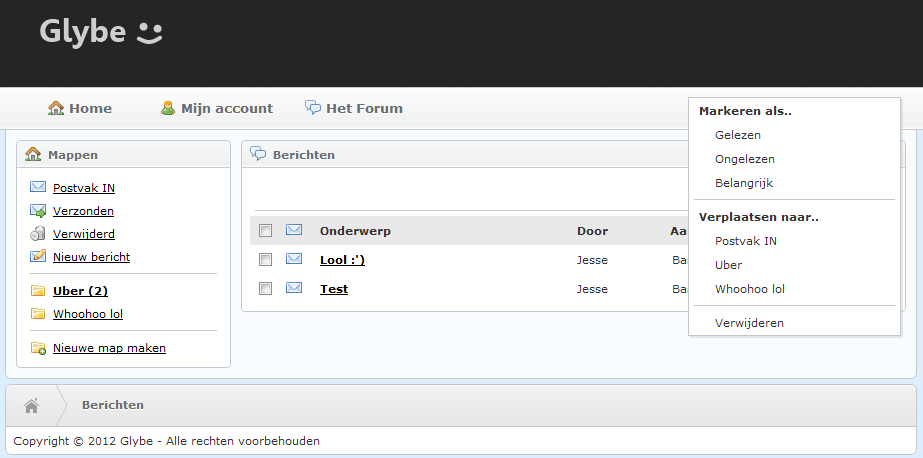 Glybe
Home Mijn account Het Forum
Mappen
Postvak IN
Verzonden
Verwijderd
Nieuw bericht
Uber (2)
Whoohoo lol
Nieuwe map maken
Berichten
Onderwerp Door Aa
Lool :') Jesse Bas
Test Jesse Bas
Markeren als..
Gelezen
Ongelezen
Belangrijk
Verplaatsen naar..
Postvak IN
Uber
Whoohoo lol
Verwijderen
Berichten
Copyright © 2012 Glybe - Alle rechten voorbehouden